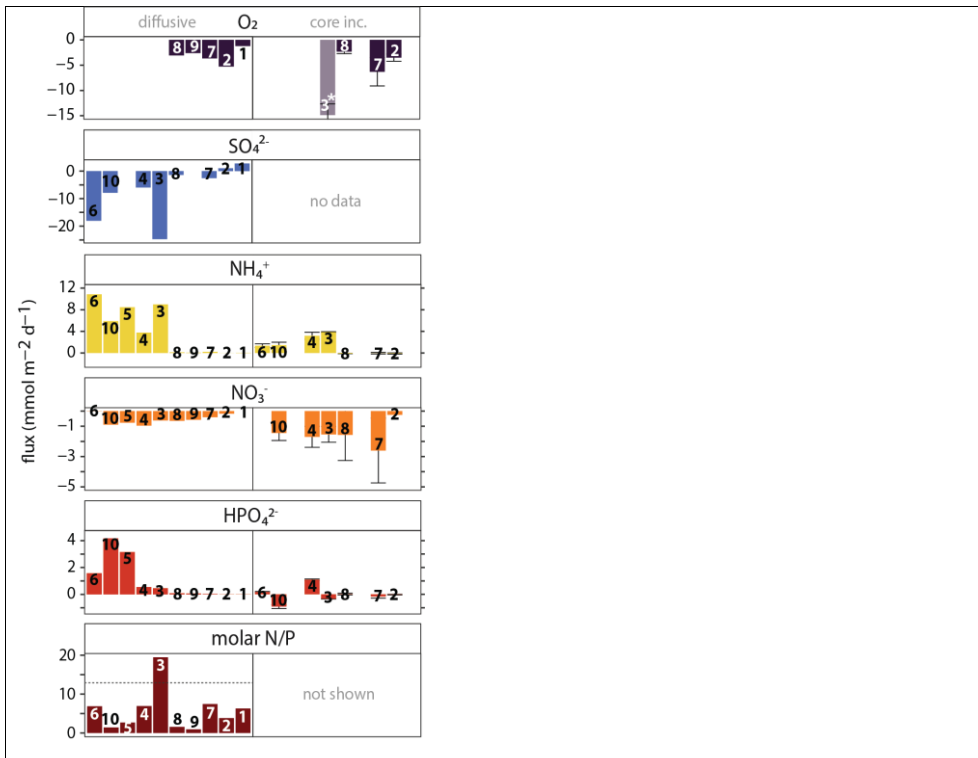 diffusive O₂ core inc.
0
−5
−10
−15
8 9 7 2 1 3* 8 7 2
SO₄²⁻
0
−10
−20
6 10 4 3 8 7 2 1
no data
NH₄⁺
12
8
4
0
6 10 5 4 3 8 9 7 2 1 6 10 4 3 8 7 2
NO₃⁻
−1
−3
−5
6 10 5 4 3 8 9 7 2 1 10 4 3 8 7 2
HPO₄²⁻
4
2
0
6 10 5 4 3 8 9 7 2 1 6 10 4 3 8 7 2
molar N/P
20
10
0
6 10 5 4 3 8 9 7 2 1
not shown
flux (mmol m⁻² d⁻¹)